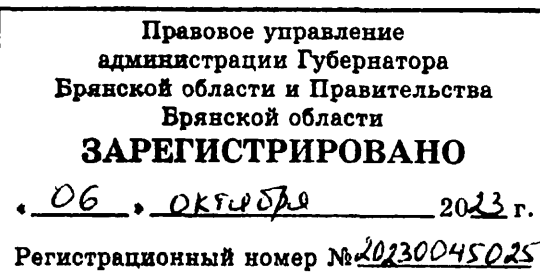 Правовое управление
администрации Губернатора
Брянской области и Правительства
Брянской области
ЗАРЕГИСТРИРОВАНО
« 06 » октября 2023 г.
Регистрационный номер № 20230045025